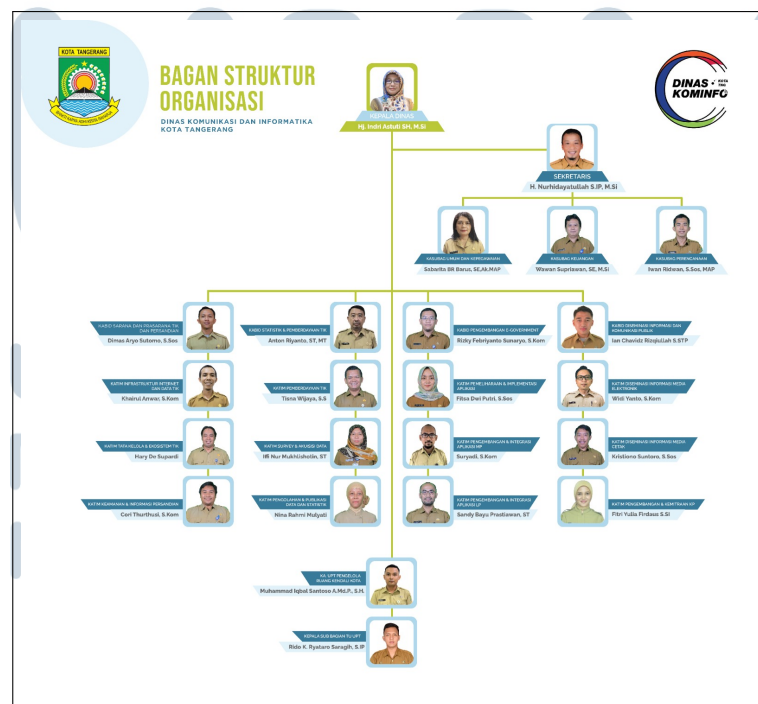 KOTA TANGERANG
BAGAN STRUKTUR
ORGANISASI
DINAS KOMUNIKASI DAN INFORMATIKA
KOTA TANGERANG
DINAS
KOTA
TNG
KOMINFO
KEPALA DINAS
Hj. Indri Astuti SH, M.Si
SEKRETARIS
H. Nurhidayatullah S.IP, M.Si
KASUBAG UMUM DAN KEPEGAWAIAN
Sabarita BR Barus, SE,Ak,MAP
KASUBAG KEUANGAN
Wawan Supriawan, SE, M.Si
KASUBAG PERENCANAAN
Iwan Ridwan, S.Sos, MAP
KABID SARANA DAN PRASARANA TIK
DAN PERSANDIAN
Dimas Aryo Sutomo, S.Sos
KABID STATISTIK & PEMBERDAYAAN TIK
Anton Riyanto, ST, MT
KABID PENGEMBANGAN E-GOVERNMENT
Rizky Febriyanto Sunaryo, S.Kom
KABID DISEMINASI INFORMASI DAN
KOMUNIKASI PUBLIK
Ian Chavidz Rizqiullah S.STP
KATIM INFRASTRUKTUR INTERNET
DAN DATA TIK
Khairul Anwar, S.Kom
KATIM PEMBERDAYAAN TIK
Tisna Wijaya, S.S
KATIM PEMELIHARAAN & IMPLEMENTASI
APLIKASI
Fitsa Dwi Putri, S.Sos
KATIM DISEMINASI INFORMASI MEDIA
ELEKTRONIK
Widi Yanto, S.Kom
KATIM TATA KELOLA & EKOSISTEM TIK
Hary Do Supardi
KATIM SURVEY & AKUISISI DATA
Iffi Nur Mukhlishotin, ST
KATIM PENGEMBANGAN & INTEGRASI
APLIKASI MP
Suryadi, S.Kom
KATIM DISEMINASI INFORMASI MEDIA
CETAK
Kristiono Suntoro, S.Sos
KATIM KEAMANAN & INFORMASI PERSANDIAN
Cori Thurthusi, S.Kom
KATIM PENGOLAHAN & PUBLIKASI
DATA DAN STATISTIK
Nina Rahmi Mulyati
KATIM PENGEMBANGAN & INTEGRASI
APLIKASI LP
Sandy Bayu Prastiawan, ST
KATIM PENGEMBANGAN & KEMITRAAN KP
Fitri Yulia Firdaus S.Si
KA. UPT PENGELOLA
RUANG KENDALI KOTA
Muhammad Iqbal Santoso A.Md.P., S.H.
KEPALA SUB BAGIAN TU UPT
Rido K. Ryataro Saragih, S.IP